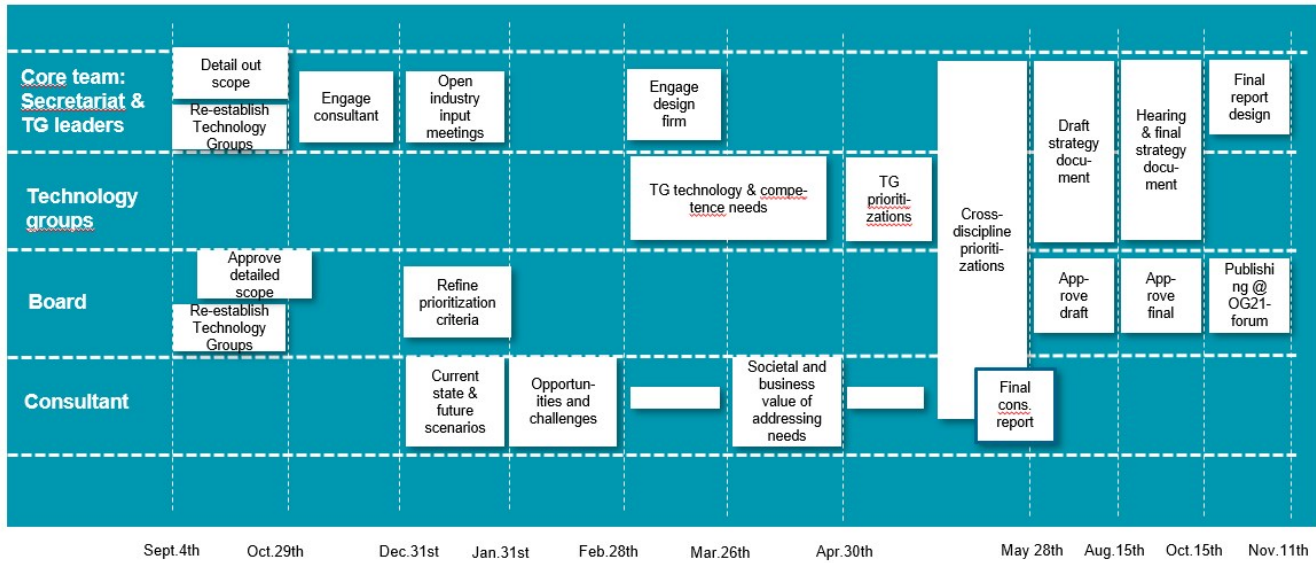 Core team:
Secretariat &
TG leaders
Detail out
scope
Re-establish
Technology
Groups
Engage
consultant
Open
industry
input
meetings
Engage
design
firm
Draft
strategy
docu-
ment
Hearing
& final
strategy
docu-
ment
Final
report
design
Technology
groups
TG technology & compe-
tence needs
TG
prioriti-
zations
Cross-
discipline
prioriti-
zations
Board
Approve
detailed
scope
Re-establish
Technology
Groups
Refine
prioritization
criteria
App-
rove
draft
App-
rove
final
Publishi
ng @
OG21-
forum
Consultant
Current
state &
future
scenarios
Opportun-
ities and
challenges
Societal and
business
value of
addressing
needs
Final
cons.
report
Sept.4th Oct.29th Dec.31st Jan.31st Feb.28th Mar.26th Apr.30th May 28th Aug.15th Oct.15th Nov.11th